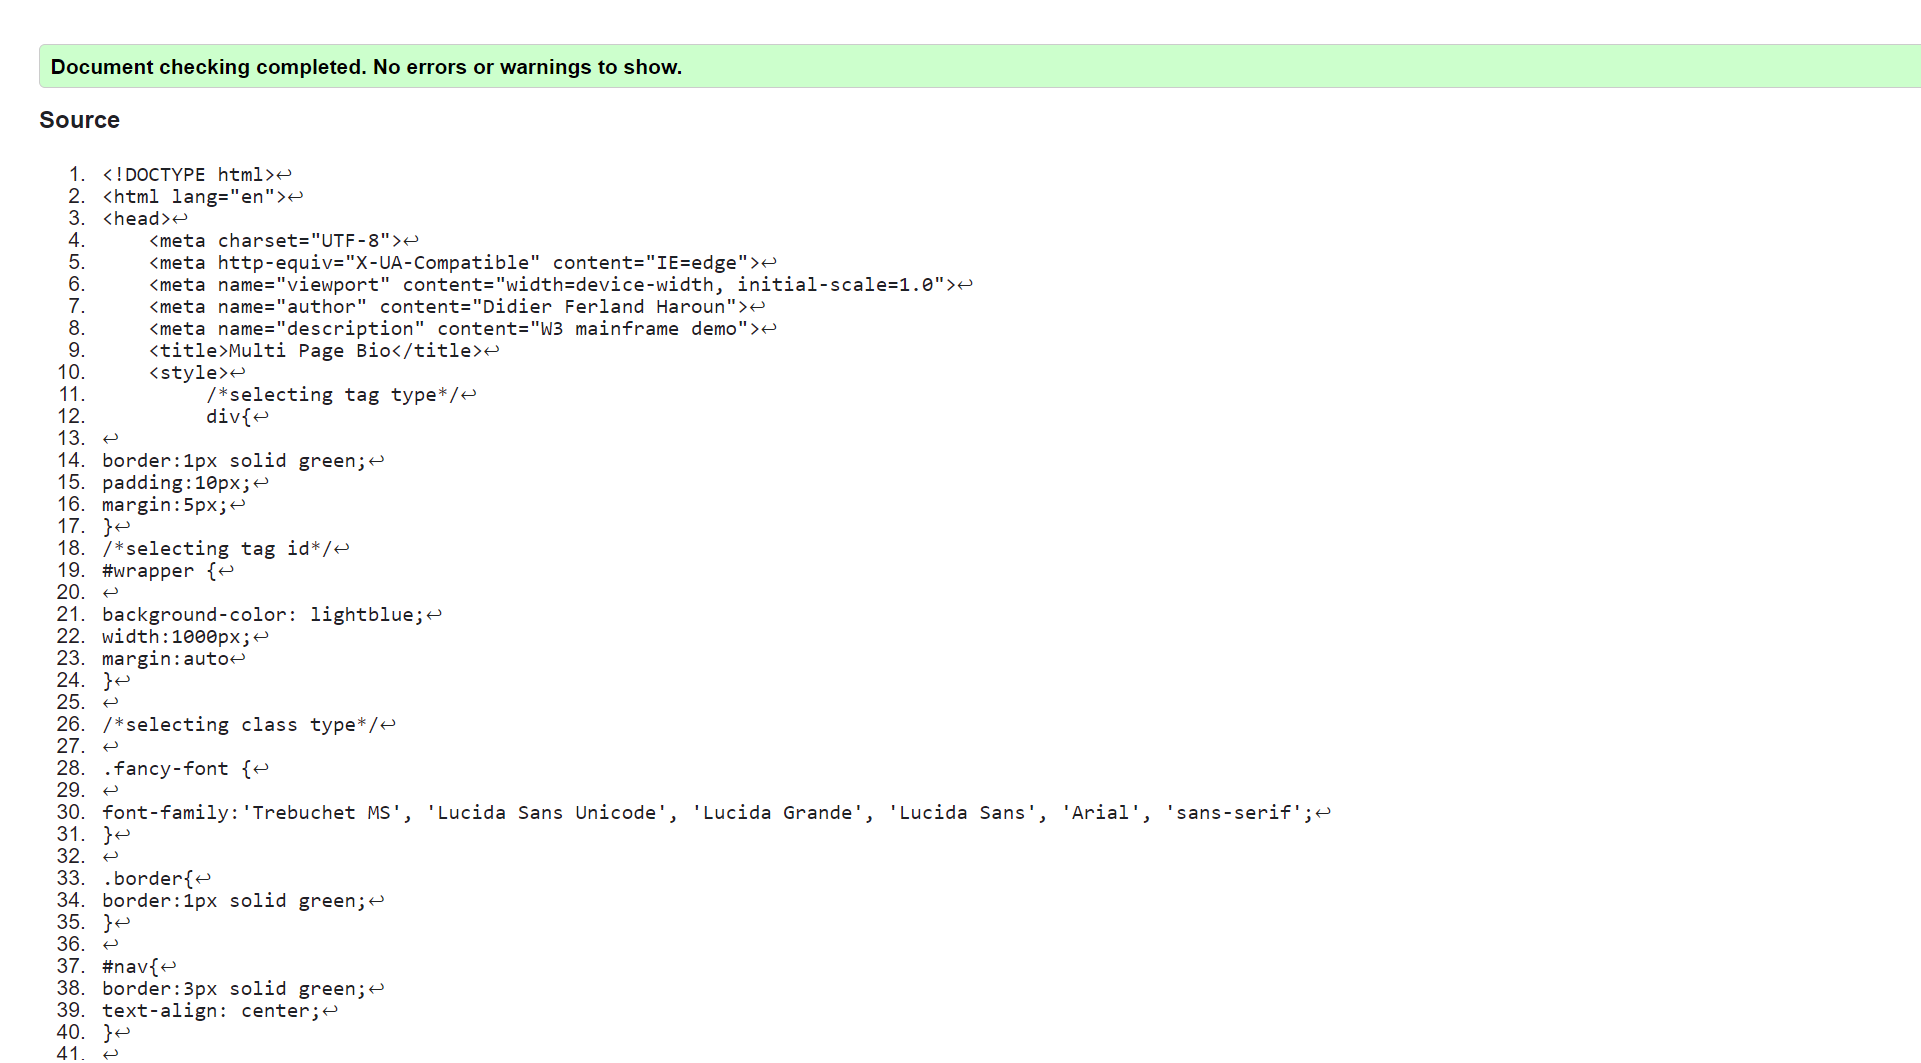 Document checking completed. No errors or warnings to show.
Source
1. <!DOCTYPE html>↩
2. <html lang="en">↩
3. <head>↩
4.     <meta charset="UTF-8">↩
5.     <meta http-equiv="X-UA-Compatible" content="IE=edge">↩
6.     <meta name="viewport" content="width=device-width, initial-scale=1.0">↩
7.     <meta name="author" content="Didier Ferland Haroun">↩
8.     <meta name="description" content="W3 mainframe demo">↩
9.     <title>Multi Page Bio</title>↩
10.     <style>↩
11.          /*selecting tag type*/↩
12.          div{↩
13. ↩
14. border:1px solid green;↩
15. padding:10px;↩
16. margin:5px;↩
17. }↩
18. /*selecting tag id*/↩
19. #wrapper {↩
20. ↩
21. background-color: lightblue;↩
22. width:1000px;↩
23. margin:auto↩
24. }↩
25. ↩
26. /*selecting class type*/↩
27. ↩
28. .fancy-font {↩
29. ↩
30. font-family:'Trebuchet MS', 'Lucida Sans Unicode', 'Lucida Grande', 'Lucida Sans', 'Arial', 'sans-serif';↩
31. }↩
32. ↩
33. .border{↩
34. border:1px solid green;↩
35. }↩
36. ↩
37. #nav{↩
38. border:3px solid green;↩
39. text-align: center;↩
40. }↩
41. ↩